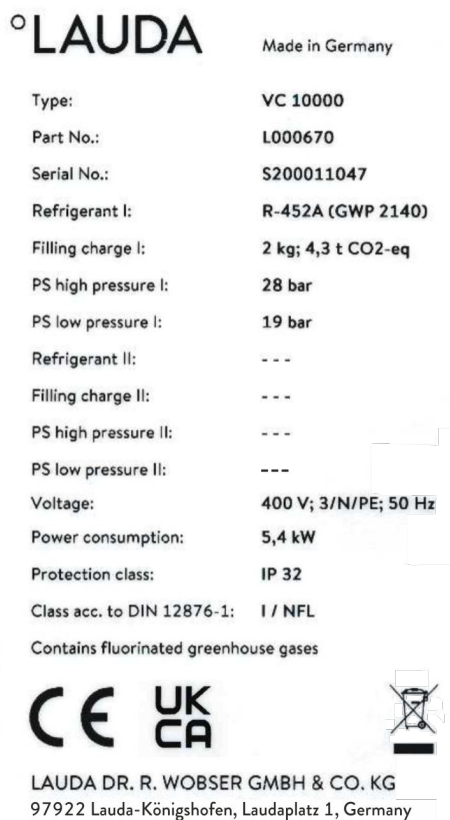 °LAUDA
Made in Germany
Type: VC 10000
Part No.: L000670
Serial No.: S200011047
Refrigerant I: R-452A (GWP 2140)
Filling charge I: 2 kg; 4,3 t CO2-eq
PS high pressure I: 28 bar
PS low pressure I: 19 bar
Refrigerant II: - - -
Filling charge II: - - -
PS high pressure II: - - -
PS low pressure II: ---
Voltage: 400 V; 3/N/PE; 50 Hz
Power consumption: 5,4 kW
Protection class: IP 32
Class acc. to DIN 12876-1: I / NFL
Contains fluorinated greenhouse gases
CE UK
CA
LAUDA DR. R. WOBSER GMBH & CO. KG
97922 Lauda-Königshofen, Laudaplatz 1, Germany